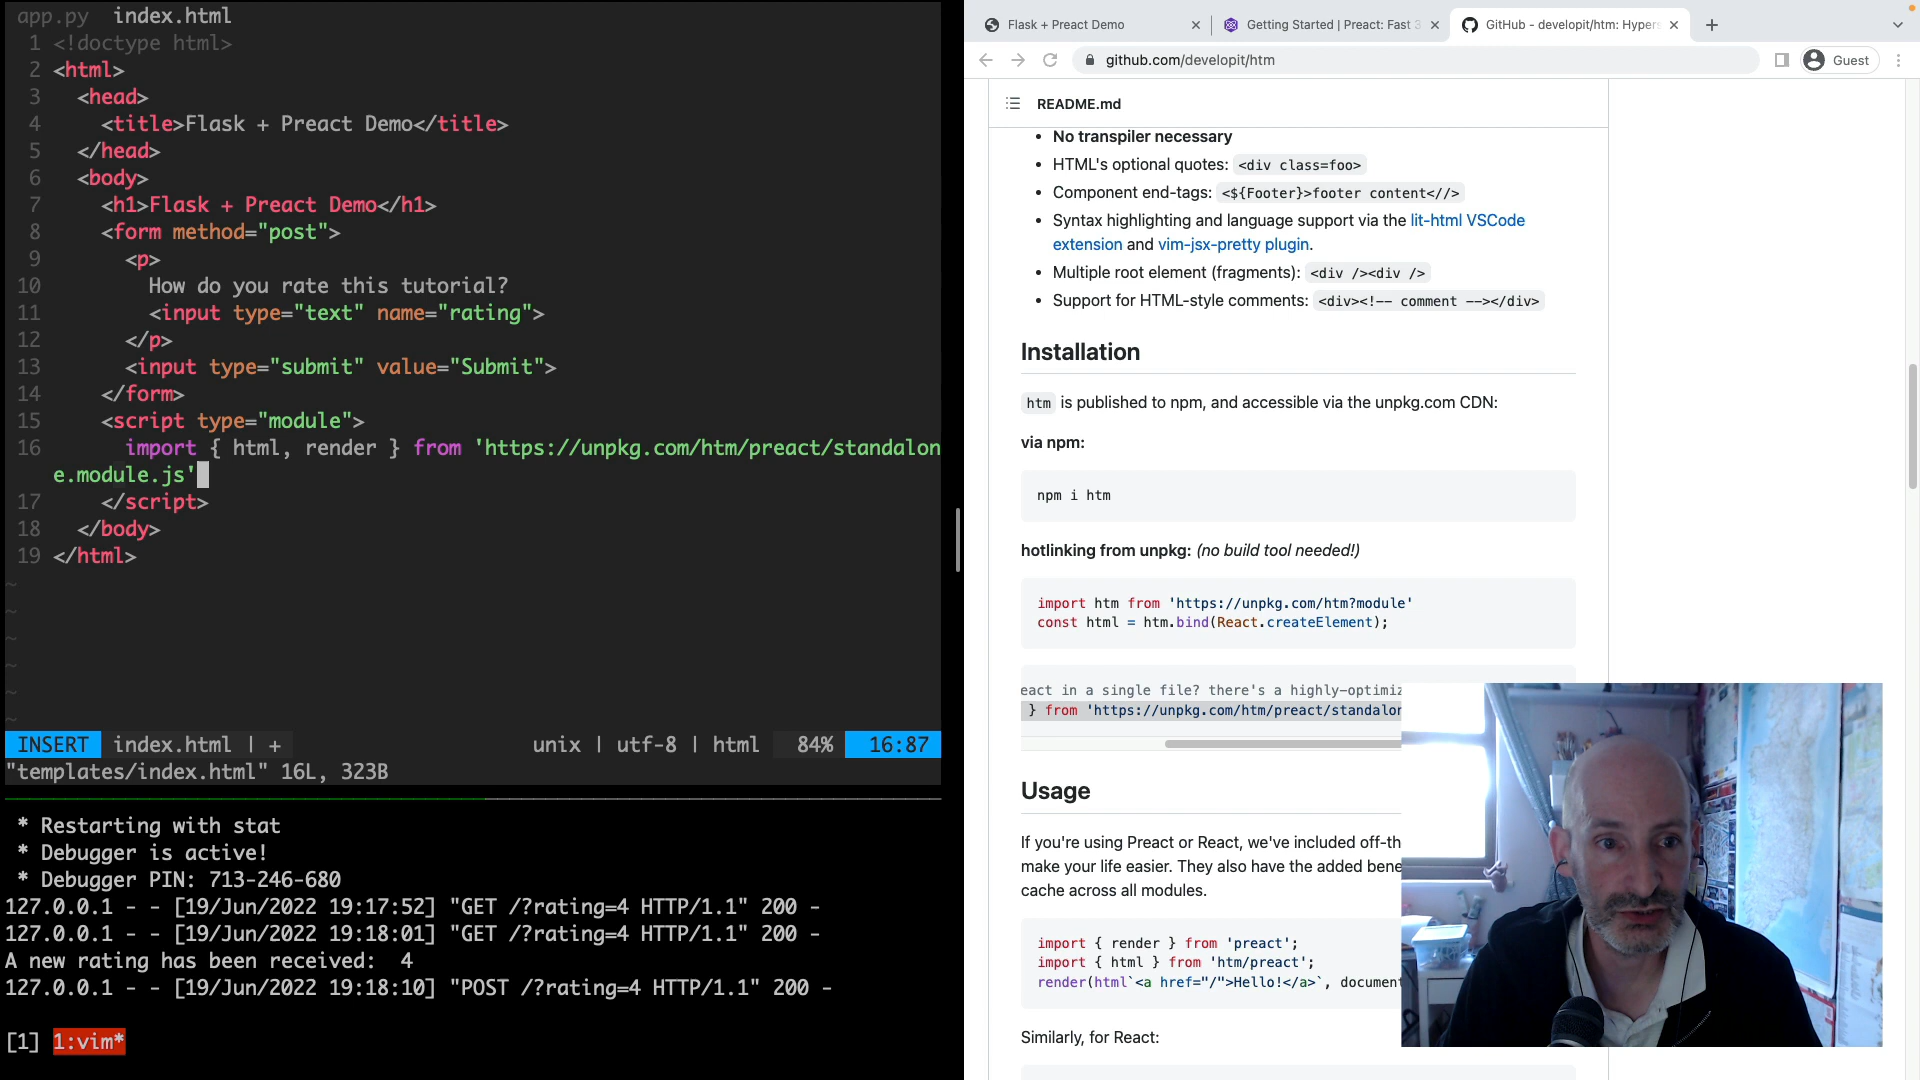 app.py index.html
1 <!doctype html>
2 <html>
3 <head>
4 <title>Flask + Preact Demo</title>
5 </head>
6 <body>
7 <h1>Flask + Preact Demo</h1>
8 <form method="post">
9 <p>
10 How do you rate this tutorial?
11 <input type="text" name="rating">
12 </p>
13 <input type="submit" value="Submit">
14 </form>
15 <script type="module">
16 import { html, render } from 'https://unpkg.com/htm/preact/standalon
e.module.js'
17 </script>
18 </body>
19 </html>
~
~
~
~
~
~
INSERT index.html | + unix | utf-8 | html 84% 16:87
"templates/index.html" 16L, 323B
* Restarting with stat
* Debugger is active!
* Debugger PIN: 713-246-680
127.0.0.1 - - [19/Jun/2022 19:17:52] "GET /?rating=4 HTTP/1.1" 200 -
127.0.0.1 - - [19/Jun/2022 19:18:01] "GET /?rating=4 HTTP/1.1" 200 -
A new rating has been received: 4
127.0.0.1 - - [19/Jun/2022 19:18:10] "POST /?rating=4 HTTP/1.1" 200 -
[1] 1:vim*
Flask + Preact Demo
Getting Started | Preact: Fast 3
GitHub - developit/htm: Hypers
github.com/developit/htm
Guest
README.md
• No transpiler necessary
• HTML's optional quotes: <div class=foo>
• Component end-tags: <${Footer}>footer content<//>
• Syntax highlighting and language support via the lit-html VSCode
extension and vim-jsx-pretty plugin.
• Multiple root element (fragments): <div /><div />
• Support for HTML-style comments: <div><!-- comment --></div>
Installation
htm is published to npm, and accessible via the unpkg.com CDN:
via npm:
npm i htm
hotlinking from unpkg: (no build tool needed!)
import htm from 'https://unpkg.com/htm?module'
const html = htm.bind(React.createElement);
eact in a single file? there's a highly-optimiz
} from 'https://unpkg.com/htm/preact/standalon
Usage
If you're using Preact or React, we've included off-th
make your life easier. They also have the added bene
cache across all modules.
import { render } from 'preact';
import { html } from 'htm/preact';
render(html`<a href="/">Hello!</a>`, document
Similarly, for React: